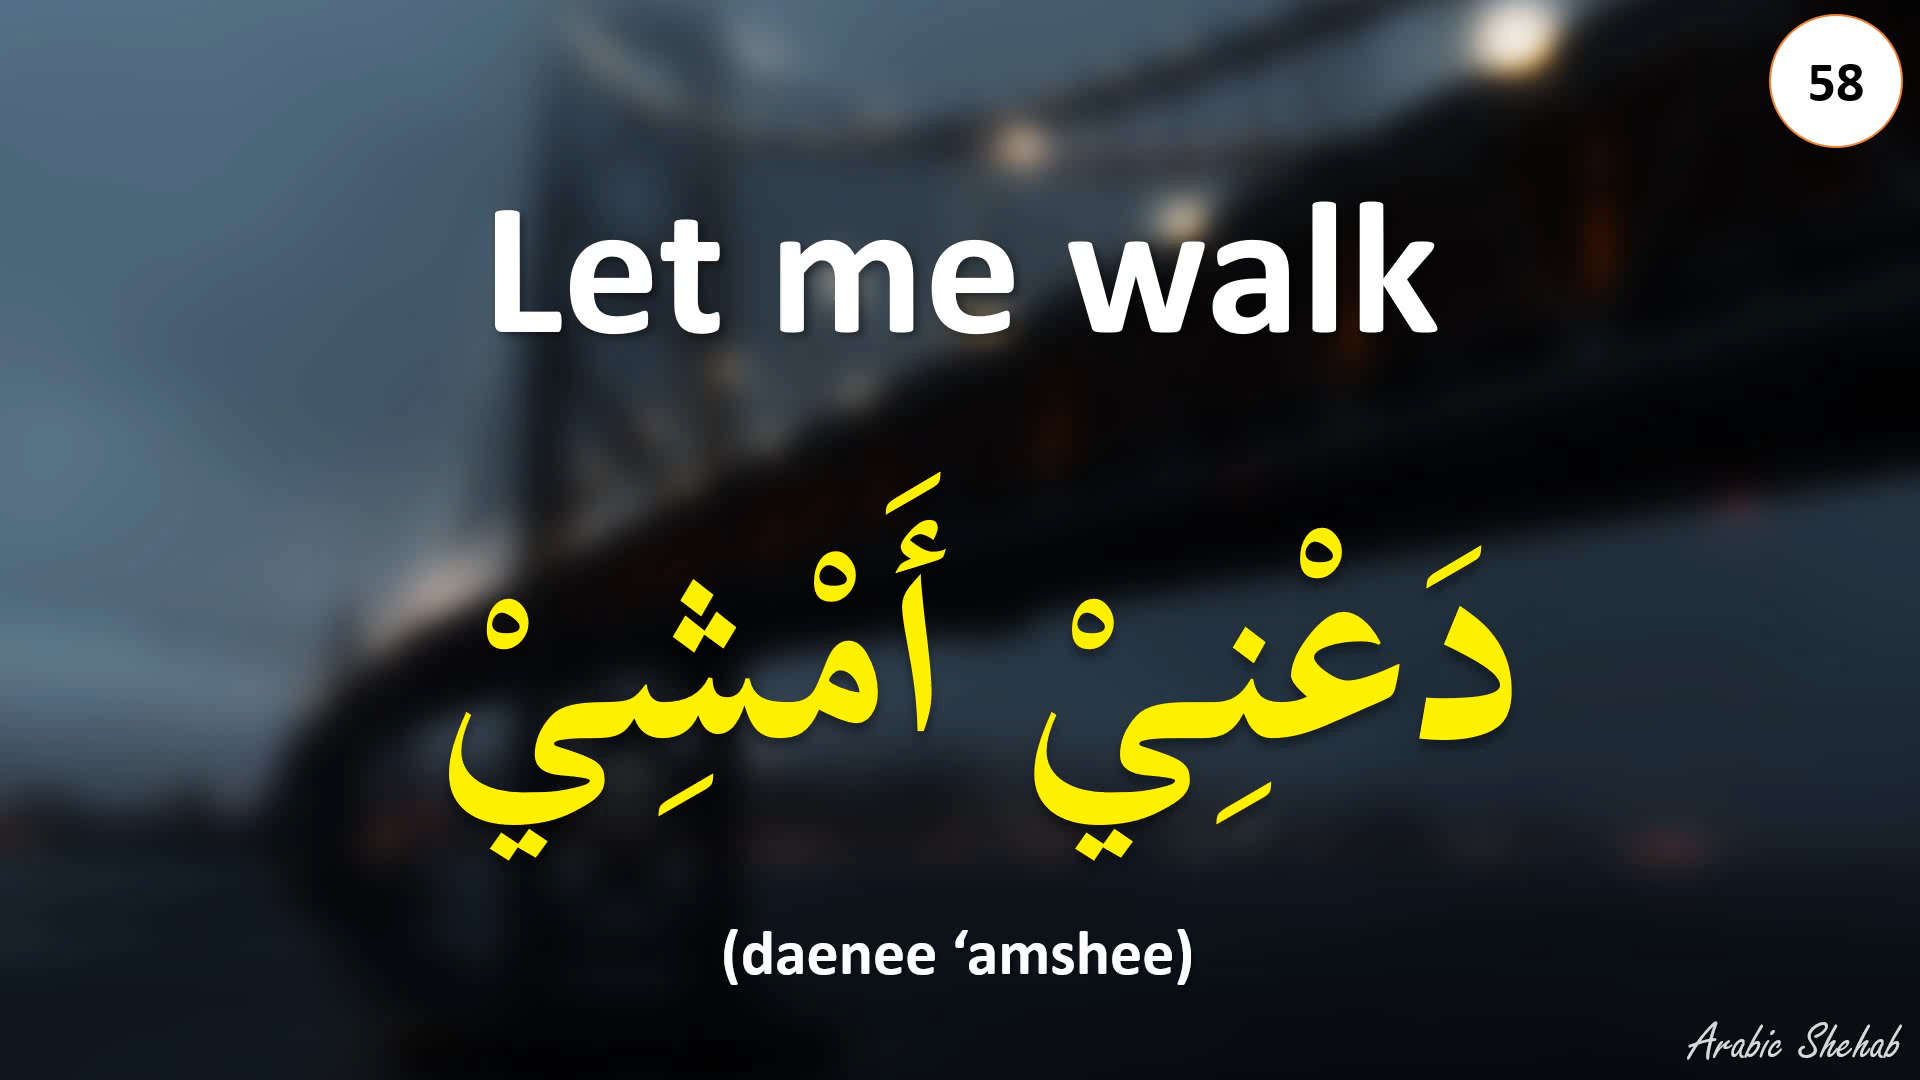 58
Let me walk
دَعْنِيْ أَمْشِيْ
(daenee ‘amshee)
Arabic Shehab